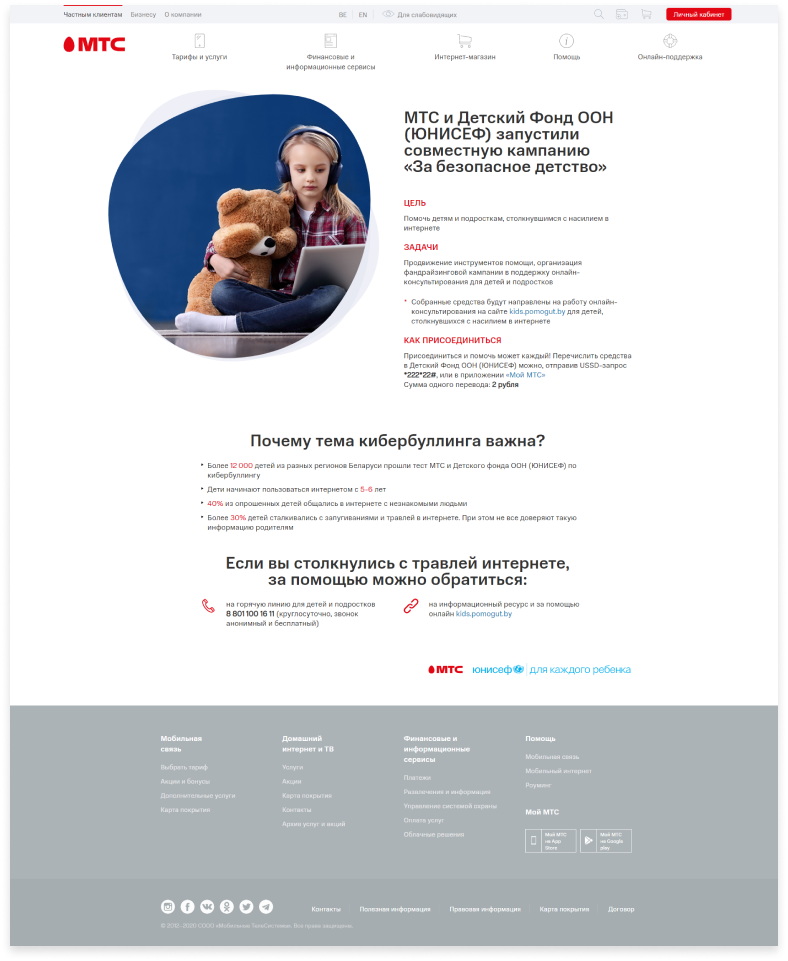 Частным клиентам Бизнесу О компании BE EN Для слабовидящих Личный кабинет
МТС
Тарифы и услуги
Финансовые и
информационные сервисы
Интернет-магазин
Помощь
Онлайн-поддержка
МТС и Детский Фонд ООН
(ЮНИСЕФ) запустили
совместную кампанию
«За безопасное детство»
ЦЕЛЬ
Помочь детям и подросткам, столкнувшимся с насилием в
интернете
ЗАДАЧИ
Продвижение инструментов помощи, организация
фандрайзинговой кампании в поддержку онлайн-
консультирования для детей и подростков
* Собранные средства будут направлены на работу онлайн-
консультирования на сайте kids.pomogut.by для детей,
столкнувшихся с насилием в интернете
КАК ПРИСОЕДИНИТЬСЯ
Присоединиться и помочь может каждый! Перечислить средства
в Детский Фонд ООН (ЮНИСЕФ) можно, отправив USSD-запрос
*222*22#, или в приложении «Мой МТС»
Сумма одного перевода: 2 рубля
Почему тема кибербуллинга важна?
Более 12 000 детей из разных регионов Беларуси прошли тест МТС и Детского фонда ООН (ЮНИСЕФ) по
кибербуллингу
Дети начинают пользоваться интернетом с 5-6 лет
40% из опрошенных детей общались в интернете с незнакомыми людьми
Более 30% детей сталкивались с запугиваниями и травлей в интернете. При этом не все доверяют такую
информацию родителям
Если вы столкнулись с травлей интернете,
за помощью можно обратиться:
на горячую линию для детей и подростков
8 801 100 16 11 (круглосуточно, звонок
анонимный и бесплатный)
на информационный ресурс и за помощью
онлайн kids.pomogut.by
МТС юнисеф для каждого ребенка
Мобильная
связь
Выбрать тариф
Акции и бонусы
Дополнительные услуги
Карта покрытия
Домашний
интернет и ТВ
Услуги
Акции
Карта покрытия
Контакты
Архив услуг и акций
Финансовые и
информационные
сервисы
Платежи
Развлечения и информация
Управление системой охраны
Оплата услуг
Облачные решения
Помощь
Мобильная связь
Мобильный интернет
Роуминг
Мой МТС
Мой МТС
на App
Store
Мой МТС
на Google
play
Контакты Полезная информация Правовая информация Карта покрытия Договор
© 2012-2020 СООО «Мобильные ТелеСистемы». Все права защищены.